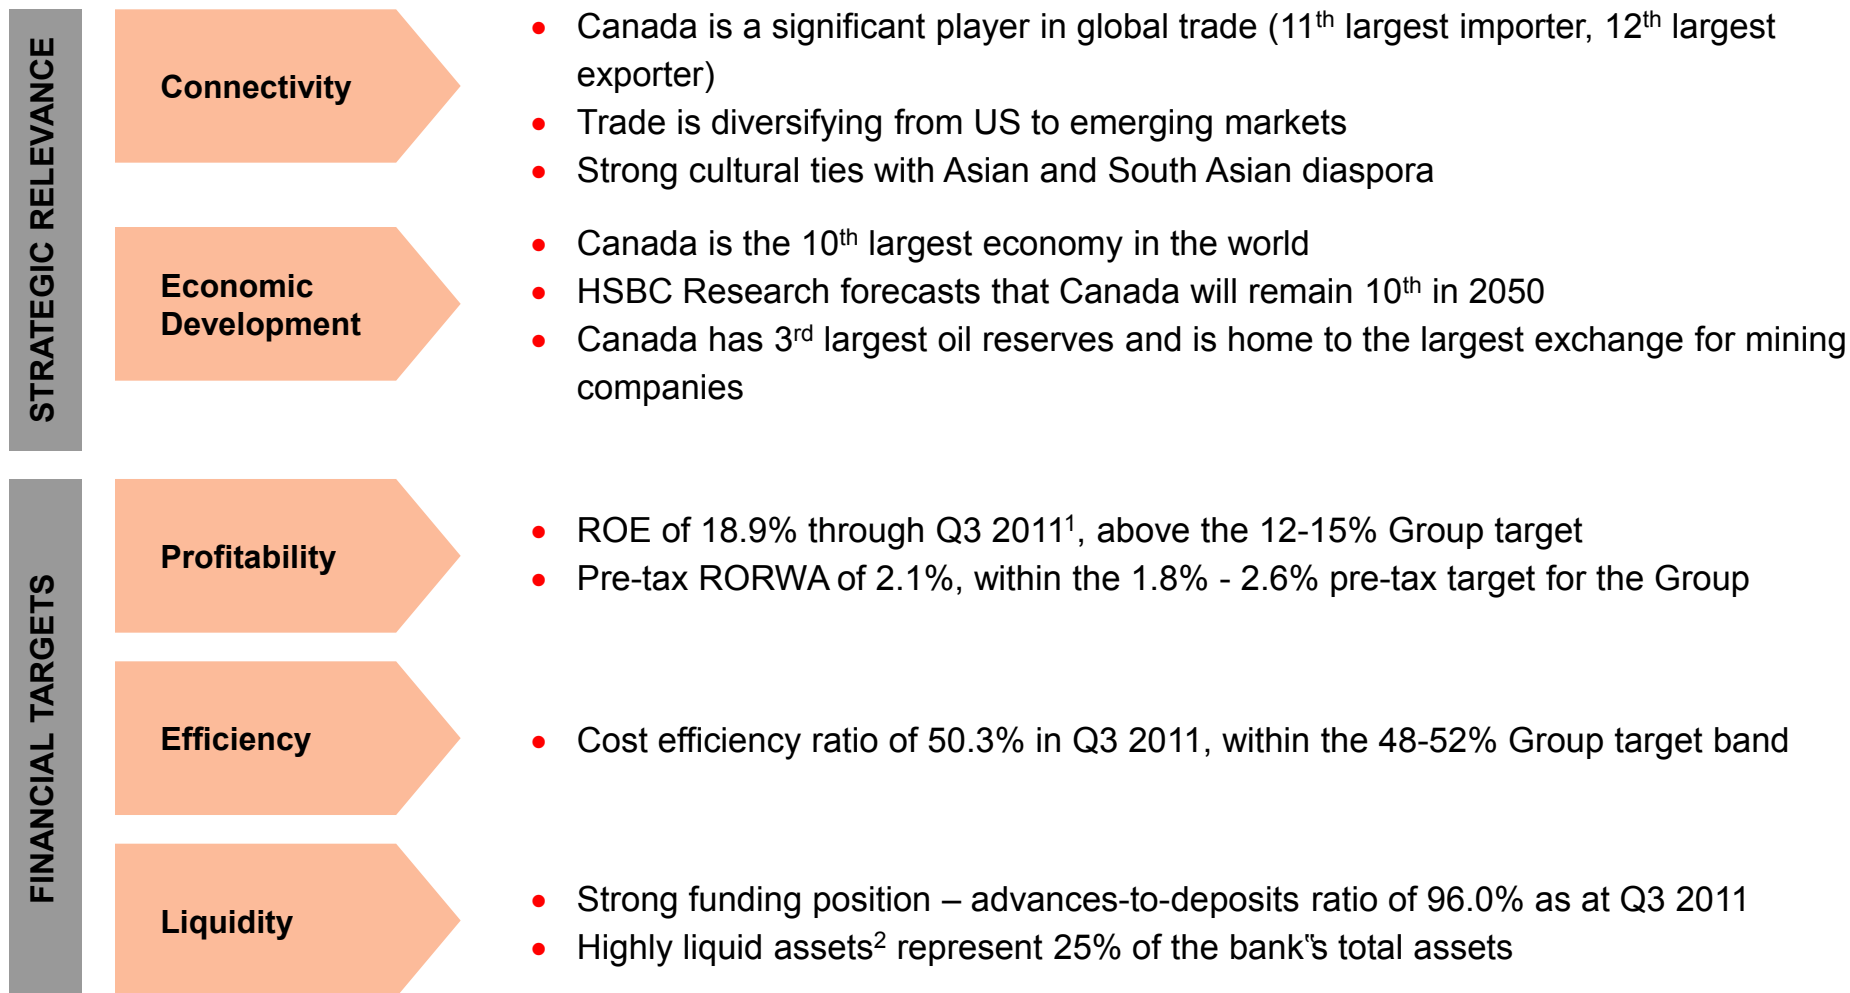 STRATEGIC RELEVANCE
Connectivity
• Canada is a significant player in global trade (11th largest importer, 12th largest
exporter)
• Trade is diversifying from US to emerging markets
• Strong cultural ties with Asian and South Asian diaspora
Economic
Development
• Canada is the 10th largest economy in the world
• HSBC Research forecasts that Canada will remain 10th in 2050
• Canada has 3rd largest oil reserves and is home to the largest exchange for mining
companies
FINANCIAL TARGETS
Profitability
• ROE of 18.9% through Q3 2011¹, above the 12-15% Group target
• Pre-tax RORWA of 2.1%, within the 1.8% - 2.6% pre-tax target for the Group
Efficiency
• Cost efficiency ratio of 50.3% in Q3 2011, within the 48-52% Group target band
Liquidity
• Strong funding position – advances-to-deposits ratio of 96.0% as at Q3 2011
• Highly liquid assets² represent 25% of the bank‟s total assets